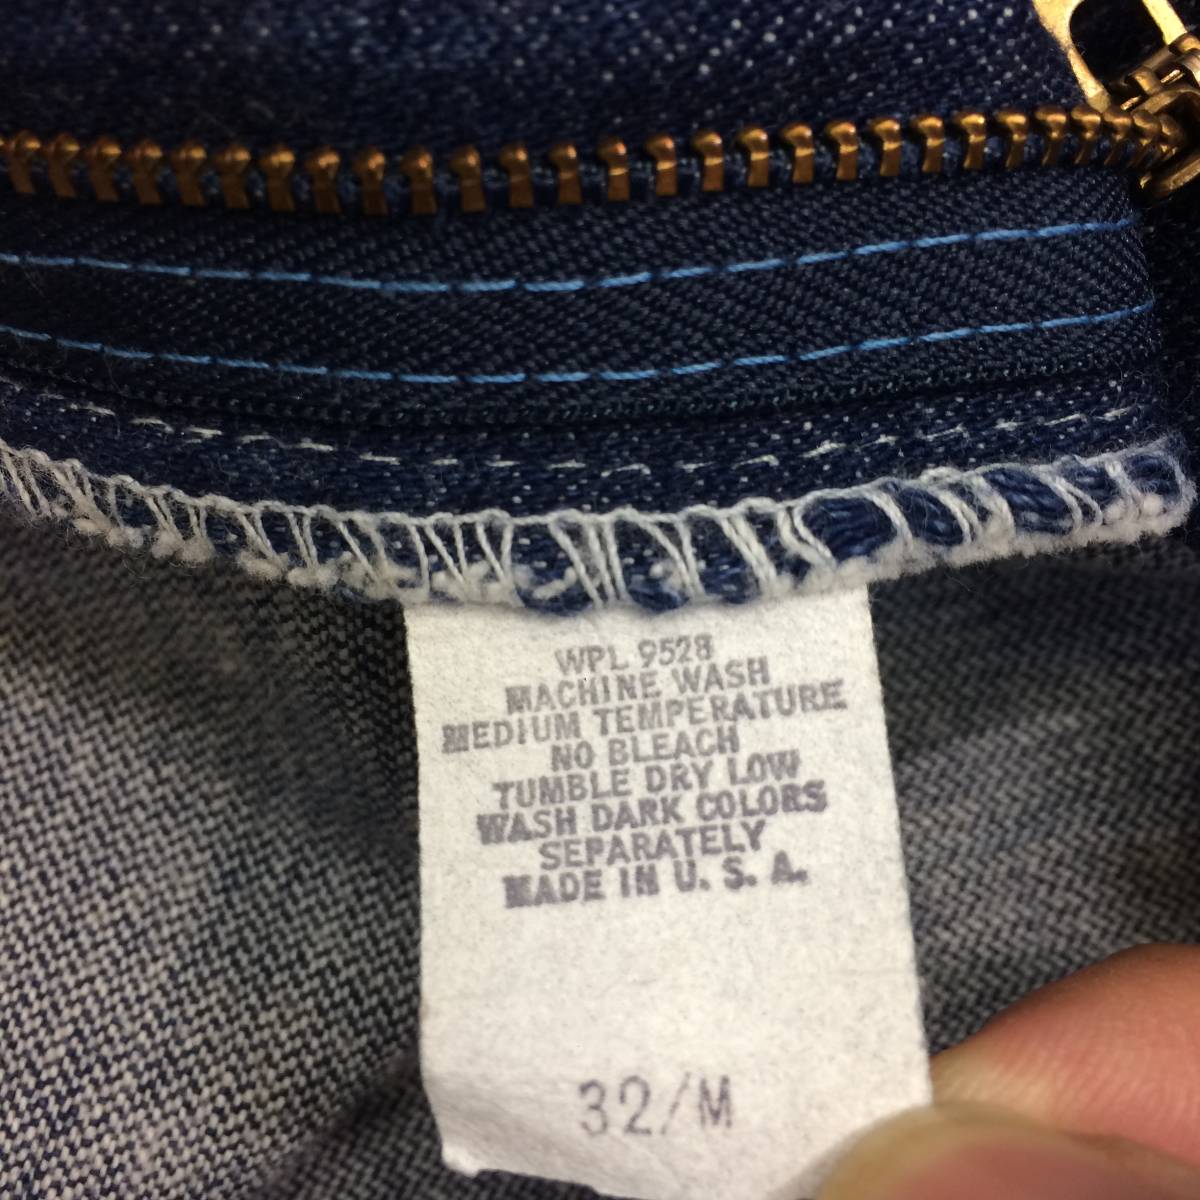 WPL 9528
MACHINE WASH
MEDIUM TEMPERATURE
NO BLEACH
TUMBLE DRY LOW
WASH DARK COLORS
SEPARATELY
MADE IN U. S. A.
32/M